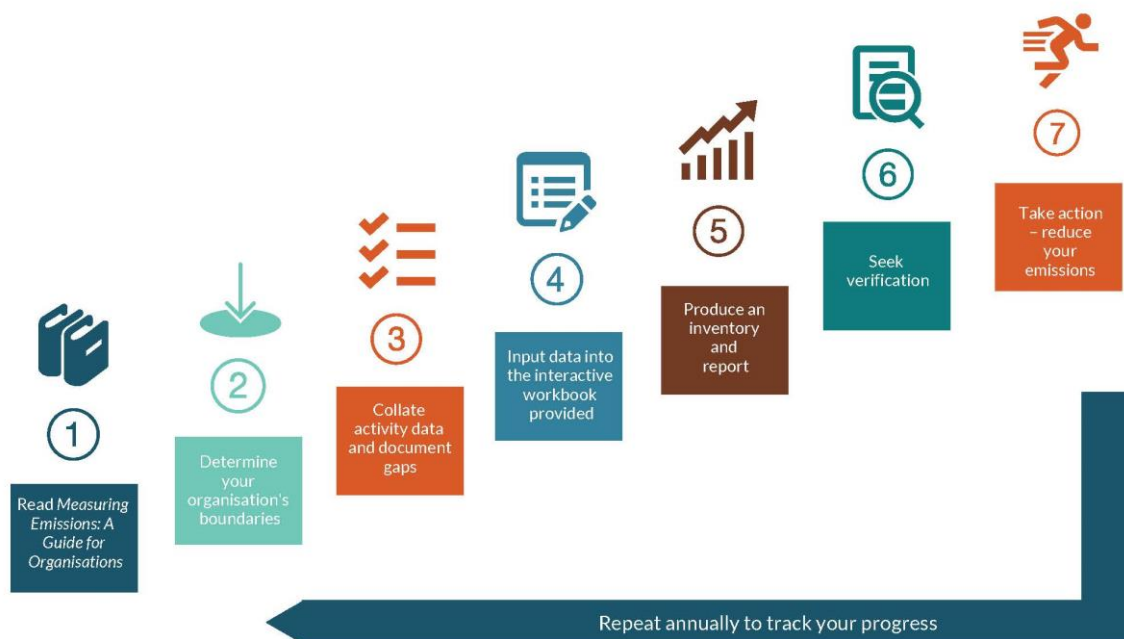 1
Read Measuring
Emissions: A
Guide for
Organisations
2
Determine
your
organisation's
boundaries
3
Collate
activity data
and document
gaps
4
Input data into
the interactive
workbook
provided
5
Produce an
inventory
and
report
6
Seek
verification
7
Take action
– reduce
your
emissions
Repeat annually to track your progress